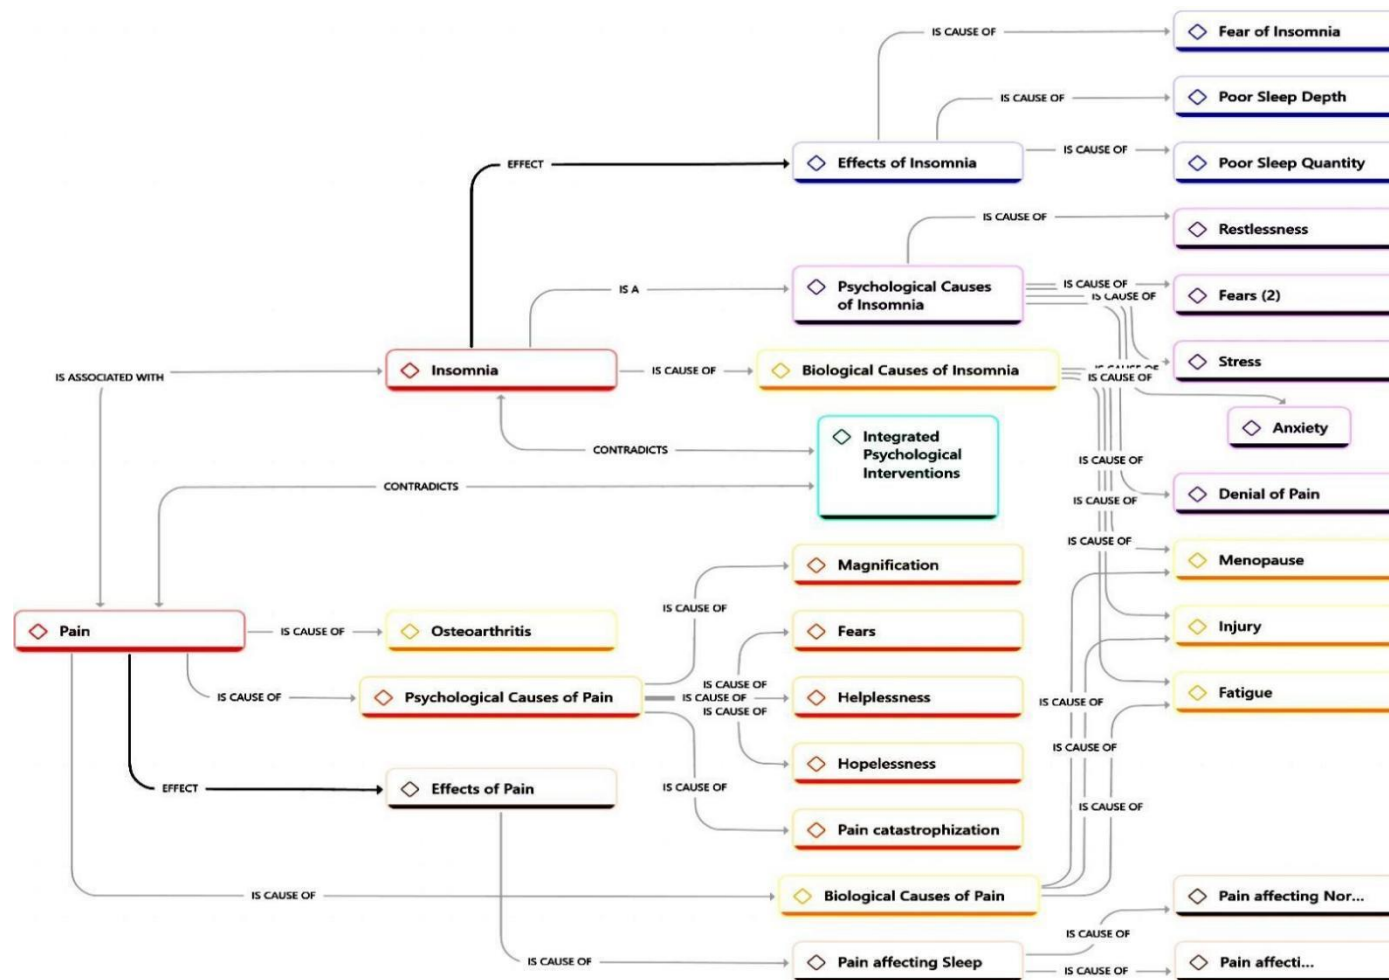 IS CAUSE OF
Fear of Insomnia
IS CAUSE OF
Poor Sleep Depth
EFFECT
Effects of Insomnia
IS CAUSE OF
Poor Sleep Quantity
IS CAUSE OF
Restlessness
IS A
Psychological Causes
of Insomnia
IS CAUSE OF
IS CAUSE OF
Fears (2)
IS ASSOCIATED WITH
Insomnia
IS CAUSE OF
Biological Causes of Insomnia
IS CAUSE OF
IS CAUSE OF
Stress
Anxiety
CONTRADICTS
Integrated
Psychological
Interventions
CONTRADICTS
IS CAUSE OF
IS CAUSE OF
Denial of Pain
IS CAUSE OF
Magnification
Menopause
IS CAUSE OF
Pain
IS CAUSE OF
Osteoarthritis
Fears
Injury
IS CAUSE OF
Psychological Causes of Pain
IS CAUSE OF
IS CAUSE OF
IS CAUSE OF
Helplessness
IS CAUSE OF
Fatigue
IS CAUSE OF
Hopelessness
EFFECT
Effects of Pain
IS CAUSE OF
IS CAUSE OF
Pain catastrophization
IS CAUSE OF
Biological Causes of Pain
Pain affecting Nor...
IS CAUSE OF
IS CAUSE OF
Pain affecting Sleep
IS CAUSE OF
Pain affecti...